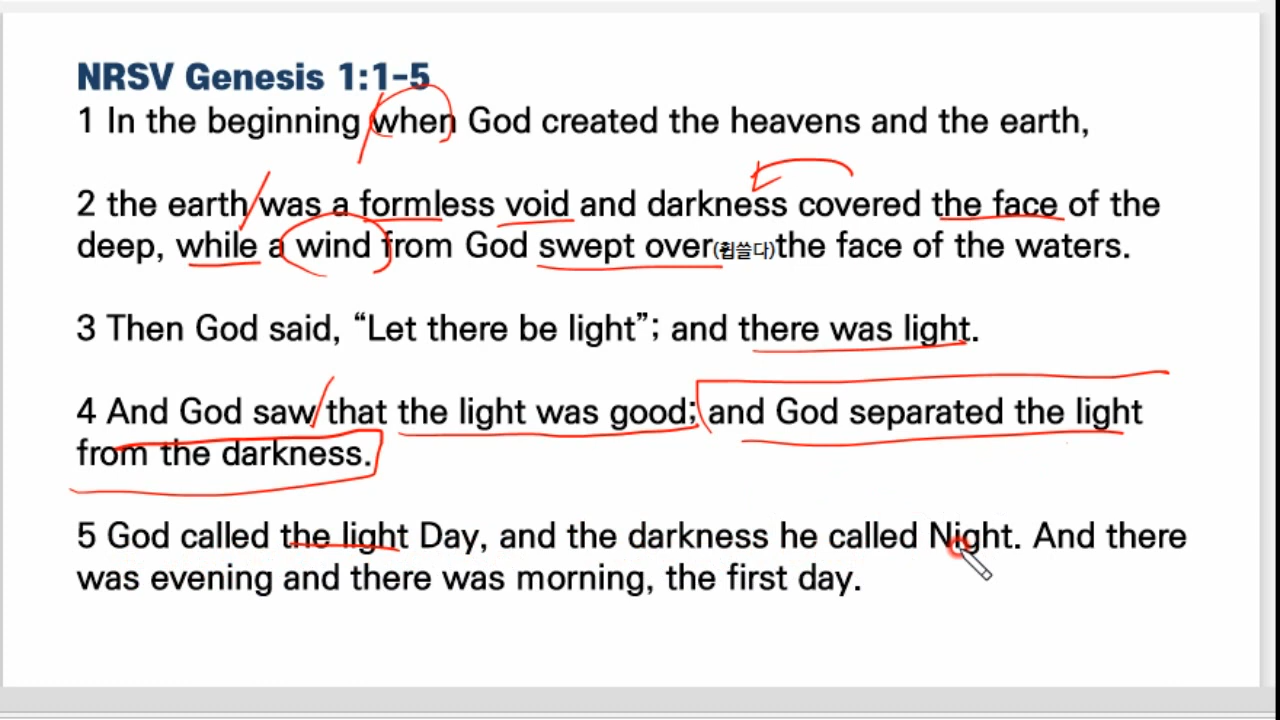 NRSV Genesis 1:1-5
1 In the beginning when God created the heavens and the earth,
2 the earth was a formless void and darkness covered the face of the
deep, while a wind from God swept over(휩쓸다)the face of the waters.
3 Then God said, “Let there be light”; and there was light.
4 And God saw that the light was good; and God separated the light
from the darkness.
5 God called the light Day, and the darkness he called Night. And there
was evening and there was morning, the first day.